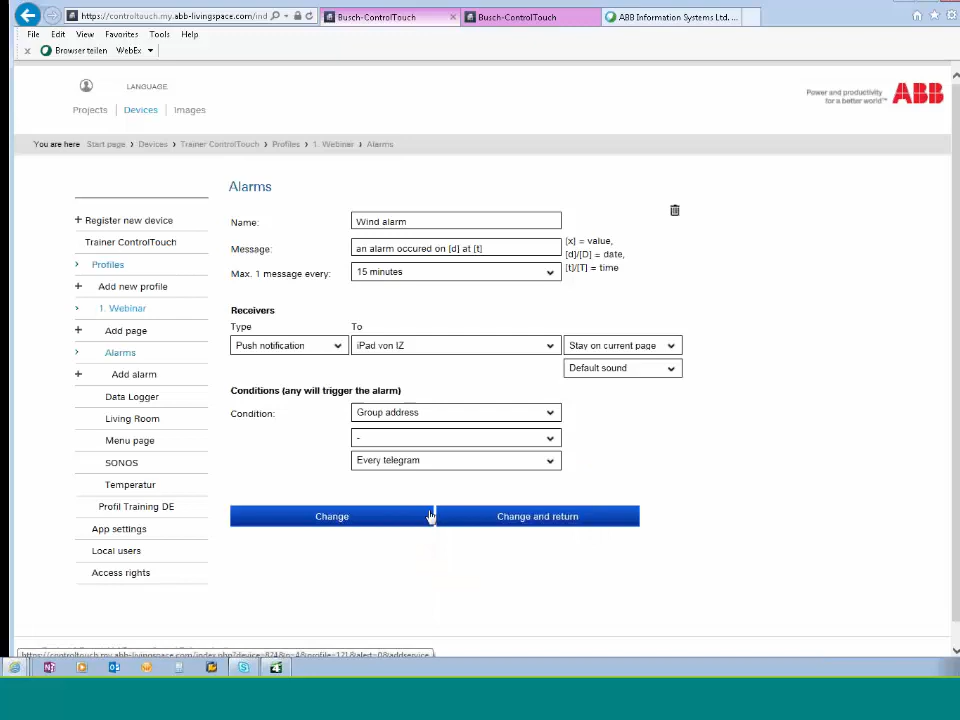 https://controltouch.my.abb-livingspace.com/ind
Busch-ControlTouch
Busch-ControlTouch
ABB Information Systems Ltd. ...
File Edit View Favorites Tools Help
x Browser teilen WebEx
LANGUAGE
Projects Devices Images
Power and productivity
for a better world™
ABB
You are here Start page › Devices › Trainer ControlTouch › Profiles › 1. Webinar › Alarms
+ Register new device
Trainer ControlTouch
› Profiles
+ Add new profile
› 1. Webinar
+ Add page
› Alarms
+ Add alarm
Data Logger
Living Room
Menu page
SONOS
Temperatur
Profil Training DE
App settings
Local users
Access rights
Alarms
Name: Wind alarm
Message: an alarm occured on [d] at [t]
[x] = value,
[d]/[D] = date,
[t]/[T] = time
Max. 1 message every: 15 minutes
Receivers
Type To
Push notification iPad von IZ Stay on current page
Default sound
Conditions (any will trigger the alarm)
Condition: Group address
-
Every telegram
Change Change and return